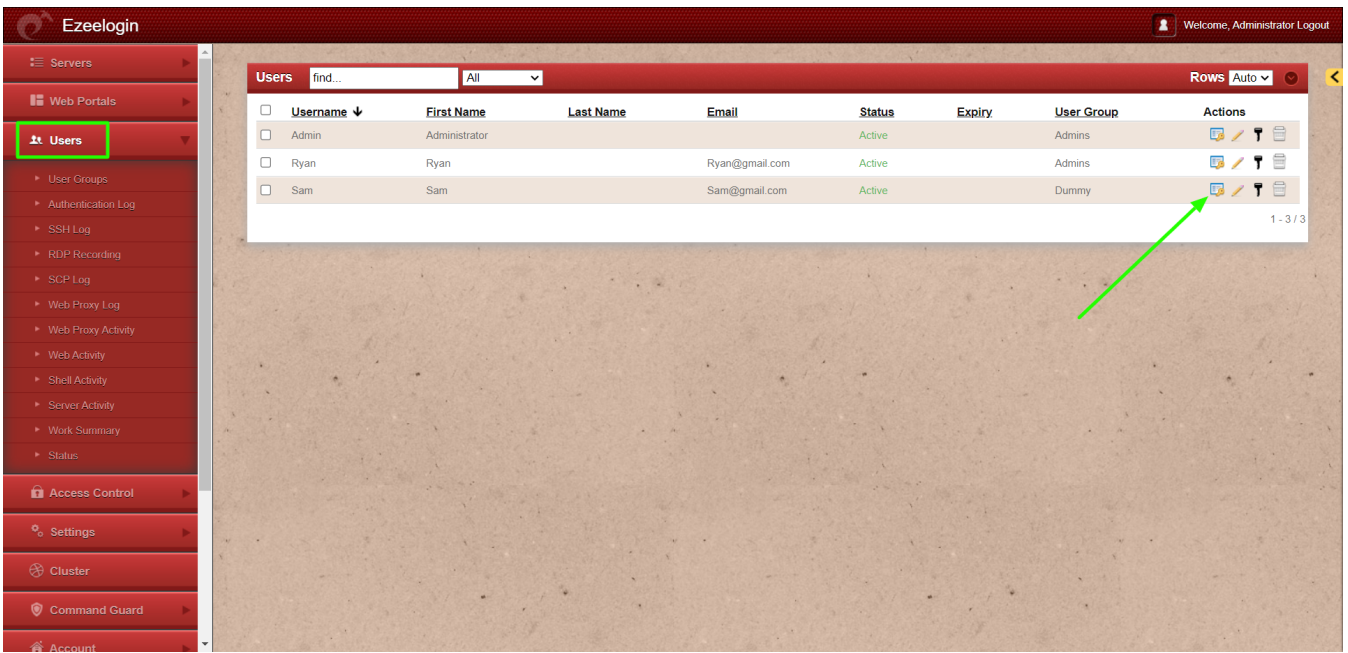 Ezeelogin
Welcome, Administrator Logout
Servers
Web Portals
Users
User Groups
Authentication Log
SSH Log
RDP Recording
SCP Log
Web Proxy Log
Web Proxy Activity
Web Activity
Shell Activity
Server Activity
Work Summary
Status
Access Control
Settings
Cluster
Command Guard
Account
Users find... All Rows Auto
Username First Name Last Name Email Status Expiry User Group Actions
Admin Administrator Active Admins
Ryan Ryan Ryan@gmail.com Active Admins
Sam Sam Sam@gmail.com Active Dummy
1 - 3 / 3